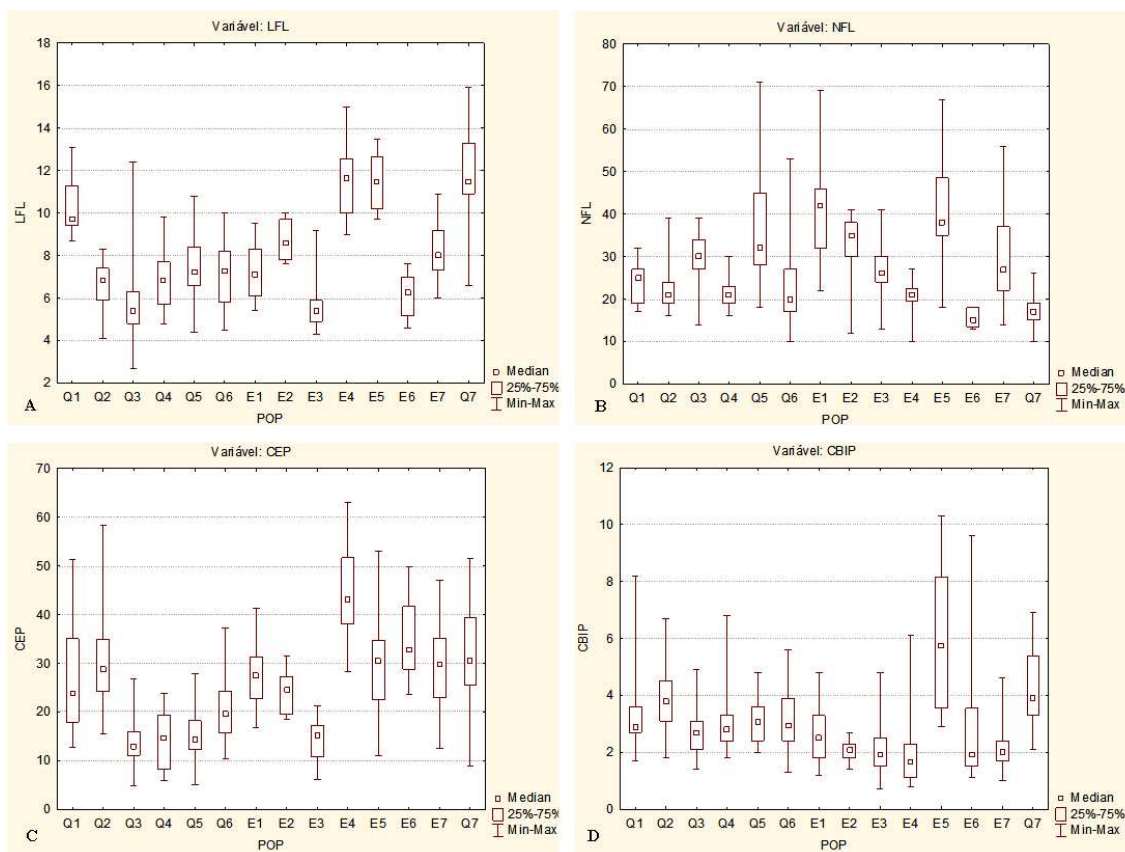 Variável: LFL
18
16
14
12
10
8
6
4
2
LFL
Q1 Q2 Q3 Q4 Q5 Q6 E1 E2 E3 E4 E5 E6 E7 Q7
POP
A
Median
25%-75%
Min-Max
Variável: NFL
80
70
60
50
40
30
20
10
0
NFL
Q1 Q2 Q3 Q4 Q5 Q6 E1 E2 E3 E4 E5 E6 E7 Q7
POP
B
Median
25%-75%
Min-Max
Variável: CEP
70
60
50
40
30
20
10
0
CEP
Q1 Q2 Q3 Q4 Q5 Q6 E1 E2 E3 E4 E5 E6 E7 Q7
POP
C
Median
25%-75%
Min-Max
Variável: CBIP
12
10
8
6
4
2
0
CBIP
Q1 Q2 Q3 Q4 Q5 Q6 E1 E2 E3 E4 E5 E6 E7 Q7
POP
D
Median
25%-75%
Min-Max